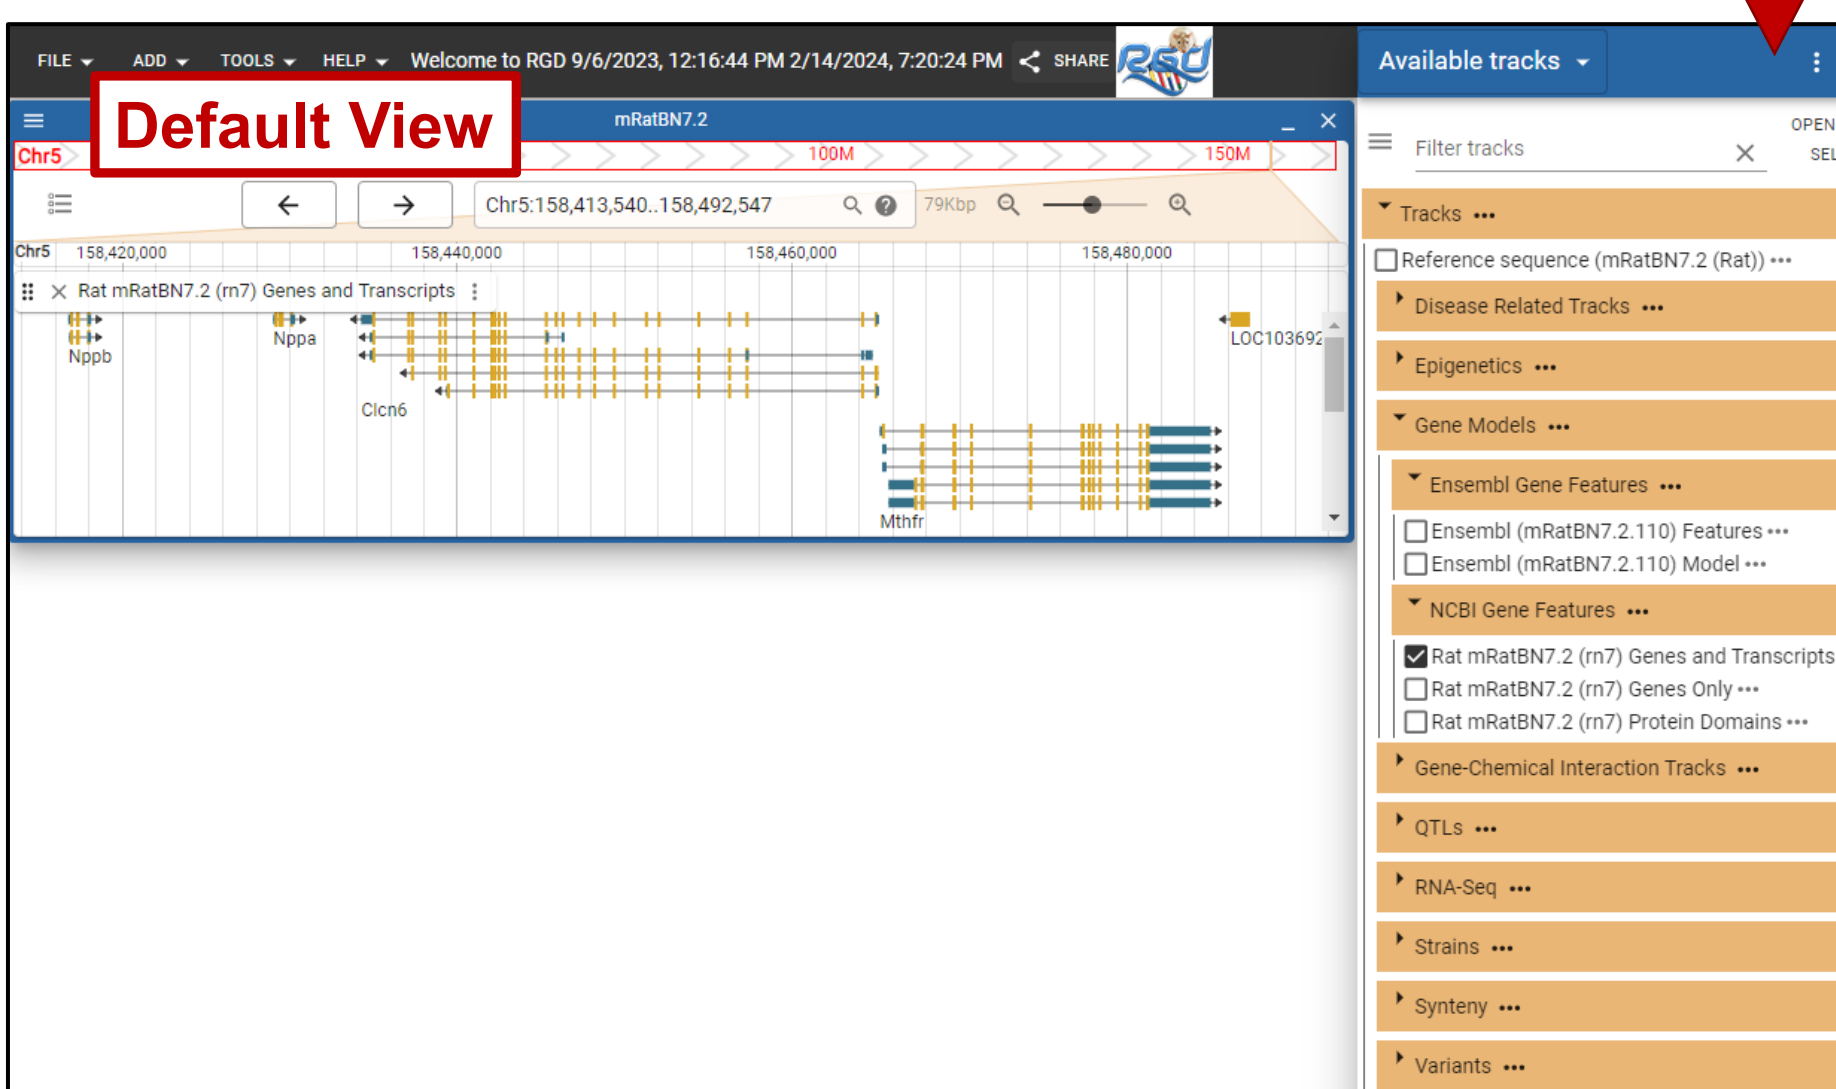 FILE ADD TOOLS HELP Welcome to RGD 9/6/2023, 12:16:44 PM 2/14/2024, 7:20:24 PM SHARE RGD
Default View
mRatBN7.2
Chr5 100M 150M
Chr5:158,413,540..158,492,547 79Kbp
Chr5 158,420,000 158,440,000 158,460,000 158,480,000
Rat mRatBN7.2 (rn7) Genes and Transcripts
Nppb
Nppa
LOC103692
Clcn6
Mthfr
Available tracks
OPEN
Filter tracks
SEL
Tracks ...
Reference sequence (mRatBN7.2 (Rat)) ...
Disease Related Tracks ...
Epigenetics ...
Gene Models ...
Ensembl Gene Features ...
Ensembl (mRatBN7.2.110) Features ...
Ensembl (mRatBN7.2.110) Model ...
NCBI Gene Features ...
Rat mRatBN7.2 (rn7) Genes and Transcripts
Rat mRatBN7.2 (rn7) Genes Only ...
Rat mRatBN7.2 (rn7) Protein Domains ...
Gene-Chemical Interaction Tracks ...
QTLs ...
RNA-Seq ...
Strains ...
Synteny ...
Variants ...